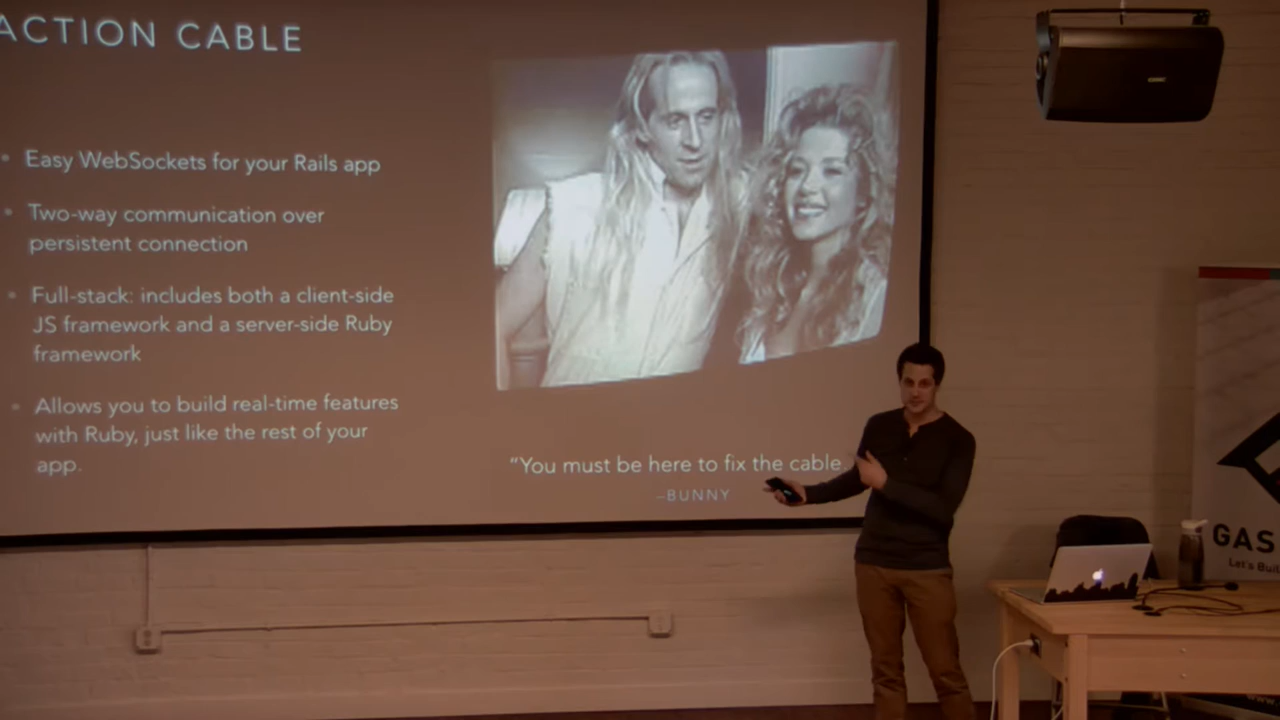 ACTION CABLE
Easy WebSockets for your Rails app
Two-way communication over
persistent connection
Full-stack: includes both a client-side
JS framework and a server-side Ruby
framework
Allows you to build real-time features
with Ruby, just like the rest of your
app.
“You must be here to fix the cable.
–BUNNY
GAS
Let's Buil
www.